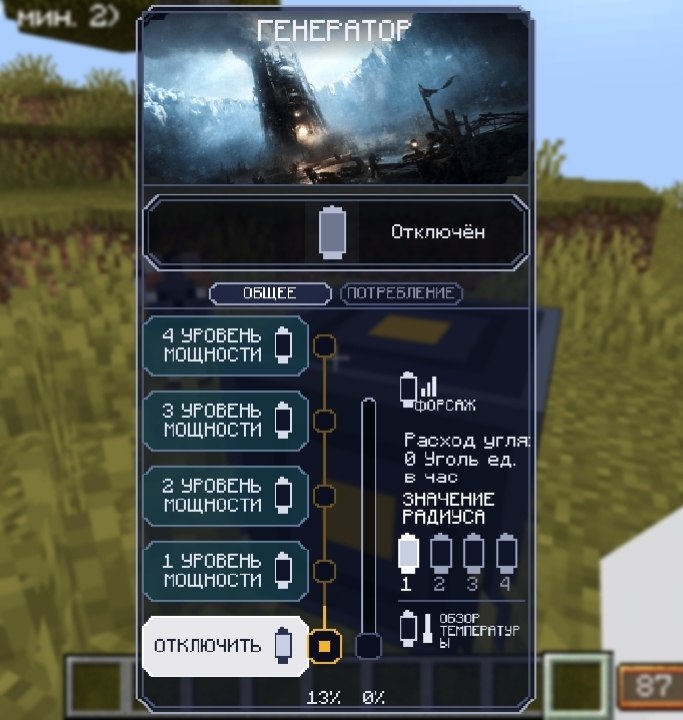 мин. 2)
ГЕНЕРАТОР
Отключён
ОБЩЕЕ
ПОТРЕБЛЕНИЕ
4 УРОВЕНЬ
МОЩНОСТИ
3 УРОВЕНЬ
МОЩНОСТИ
2 УРОВЕНЬ
МОЩНОСТИ
1 УРОВЕНЬ
МОЩНОСТИ
ОТКЛЮЧИТЬ
13% 0%
ФОРСАЖ
Расход угля:
0 Уголь ед.
в час
ЗНАЧЕНИЕ
РАДИУСА
1 2 3 4
ОБЗОР
ТЕМПЕРАТУР
Ы
87